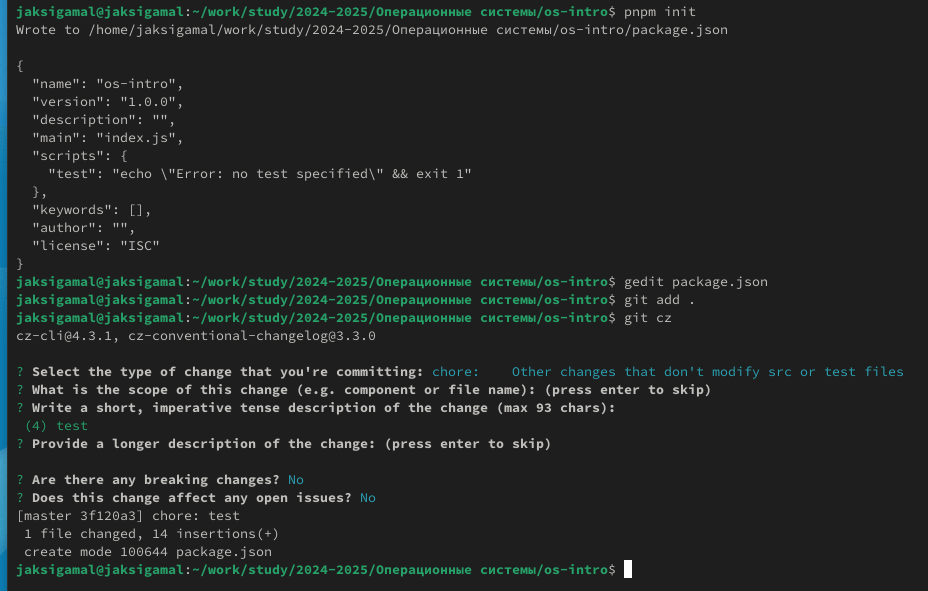 jaksigamal@jaksigamal:~/work/study/2024-2025/Операционные системы/os-intro$ pnpm init
Wrote to /home/jaksigamal/work/study/2024-2025/Операционные системы/os-intro/package.json
{
  "name": "os-intro",
  "version": "1.0.0",
  "description": "",
  "main": "index.js",
  "scripts": {
    "test": "echo \"Error: no test specified\" && exit 1"
  },
  "keywords": [],
  "author": "",
  "license": "ISC"
}
jaksigamal@jaksigamal:~/work/study/2024-2025/Операционные системы/os-intro$ gedit package.json
jaksigamal@jaksigamal:~/work/study/2024-2025/Операционные системы/os-intro$ git add .
jaksigamal@jaksigamal:~/work/study/2024-2025/Операционные системы/os-intro$ git cz
cz-cli@4.3.1, cz-conventional-changelog@3.3.0
? Select the type of change that you're committing: chore:    Other changes that don't modify src or test files
? What is the scope of this change (e.g. component or file name): (press enter to skip)
? Write a short, imperative tense description of the change (max 93 chars):
 (4) test
? Provide a longer description of the change: (press enter to skip)
? Are there any breaking changes? No
? Does this change affect any open issues? No
[master 3f120a3] chore: test
 1 file changed, 14 insertions(+)
 create mode 100644 package.json
jaksigamal@jaksigamal:~/work/study/2024-2025/Операционные системы/os-intro$